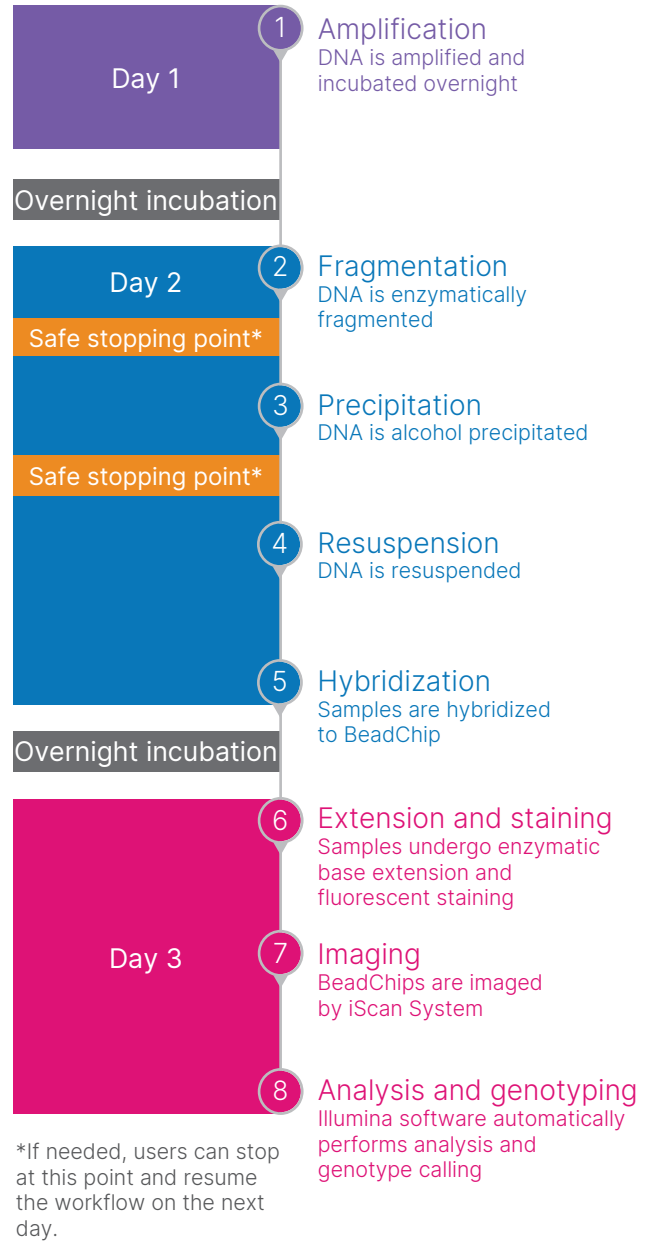 1
Amplification
Day 1
DNA is amplified and
incubated overnight
Overnight incubation
2
Fragmentation
Day 2
DNA is enzymatically
fragmented
Safe stopping point*
3
Precipitation
DNA is alcohol precipitated
Safe stopping point*
4
Resuspension
DNA is resuspended
5
Hybridization
Samples are hybridized
to BeadChip
Overnight incubation
6
Extension and staining
Samples undergo enzymatic
base extension and
fluorescent staining
Day 3
7
Imaging
BeadChips are imaged
by iScan System
8
Analysis and genotyping
Illumina software automatically
performs analysis and
genotype calling
*If needed, users can stop
at this point and resume
the workflow on the next
day.